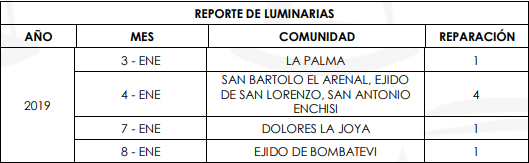 REPORTE DE LUMINARIAS
AÑO MES COMUNIDAD REPARACIÓN
2019
3 - ENE LA PALMA 1
4 - ENE SAN BARTOLO EL ARENAL, EJIDO
DE SAN LORENZO, SAN ANTONIO
ENCHISI 4
7 - ENE DOLORES LA JOYA 1
8 - ENE EJIDO DE BOMBATEVI 1